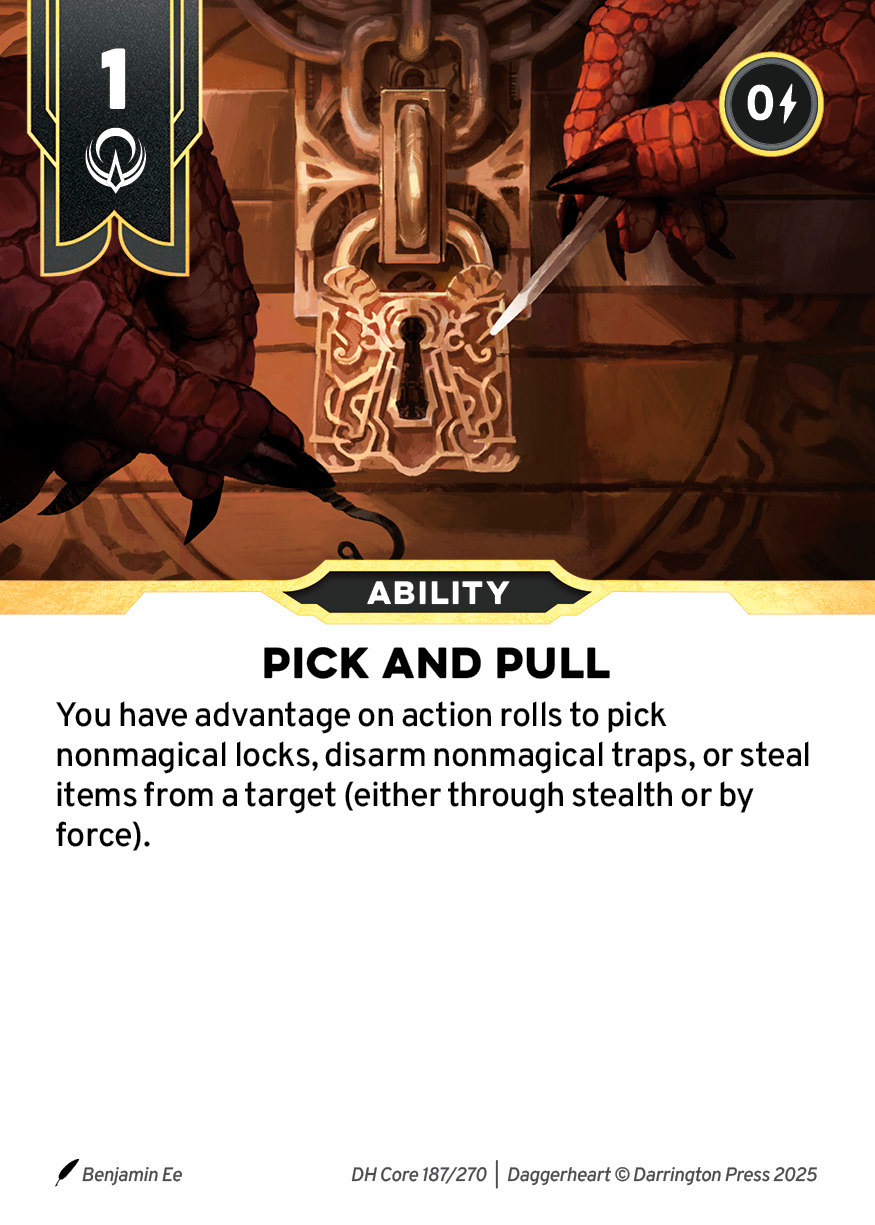 1
0
ABILITY
PICK AND PULL
You have advantage on action rolls to pick
nonmagical locks, disarm nonmagical traps, or steal
items from a target (either through stealth or by
force).
Benjamin Ee
DH Core 187/270 | Daggerheart © Darrington Press 2025